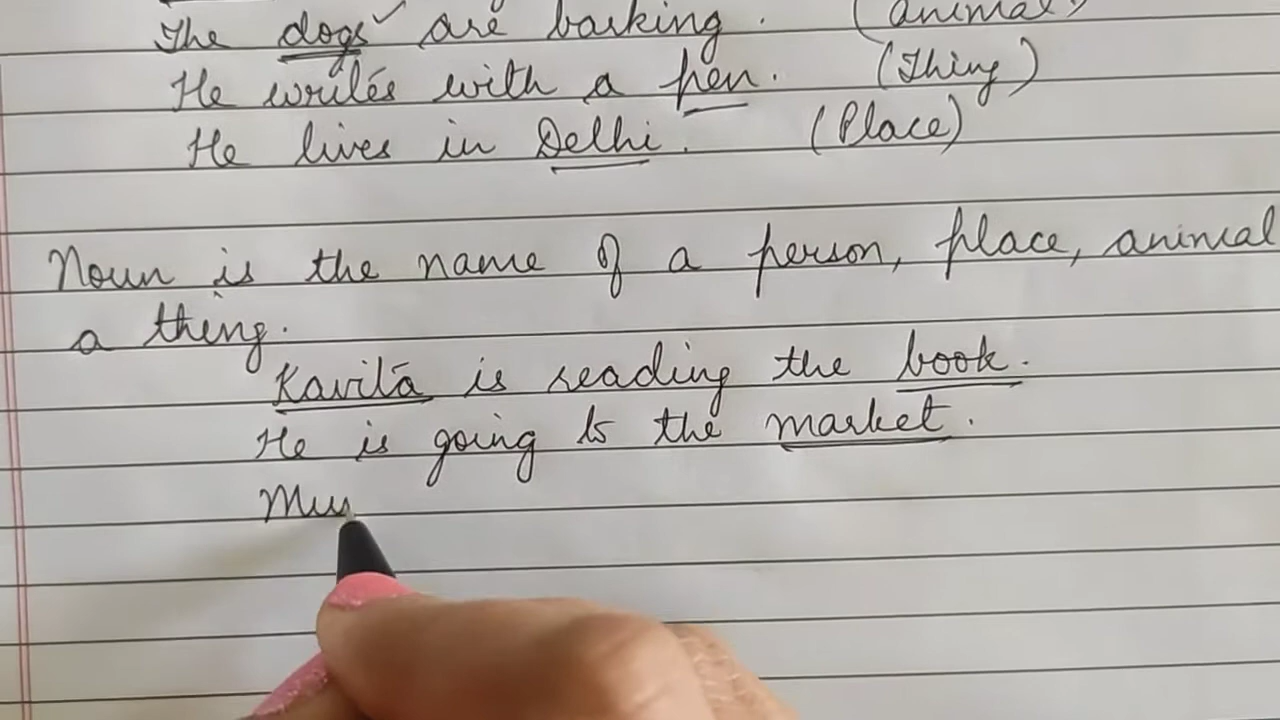 The dogs are barking. (animal)
He writes with a pen. (Thing)
He lives in Delhi. (Place)
Noun is the name of a person, place, animal
a thing.
Kavita is reading the book.
He is going to the market.
Mus